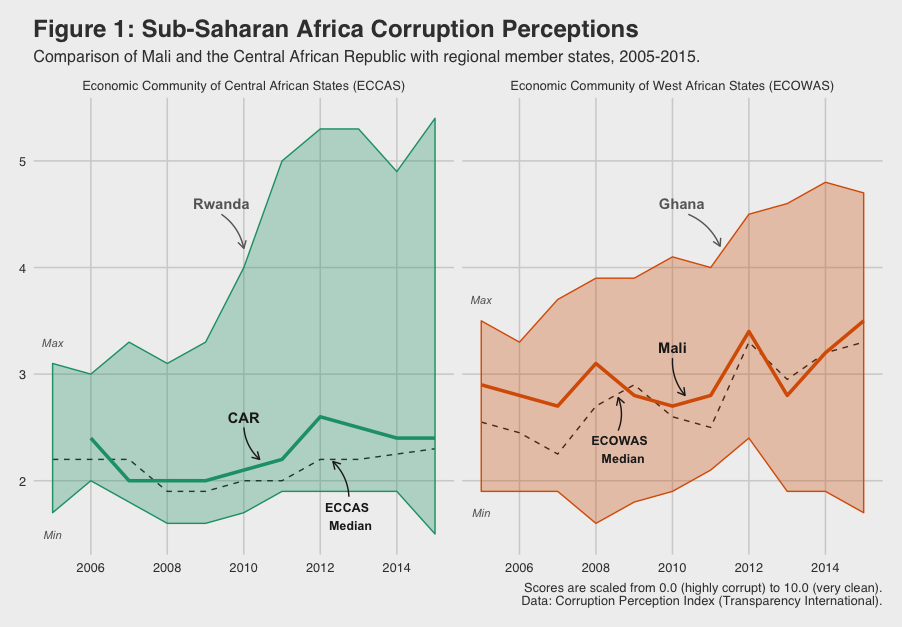 Figure 1: Sub-Saharan Africa Corruption Perceptions
Comparison of Mali and the Central African Republic with regional member states, 2005-2015.
Economic Community of Central African States (ECCAS)
5
4
3
2
Rwanda
Max
CAR
ECCAS
Median
Min
2006 2008 2010 2012 2014
Economic Community of West African States (ECOWAS)
Ghana
Max
Mali
ECOWAS
Median
Min
2006 2008 2010 2012 2014
Scores are scaled from 0.0 (highly corrupt) to 10.0 (very clean).
Data: Corruption Perception Index (Transparency International).